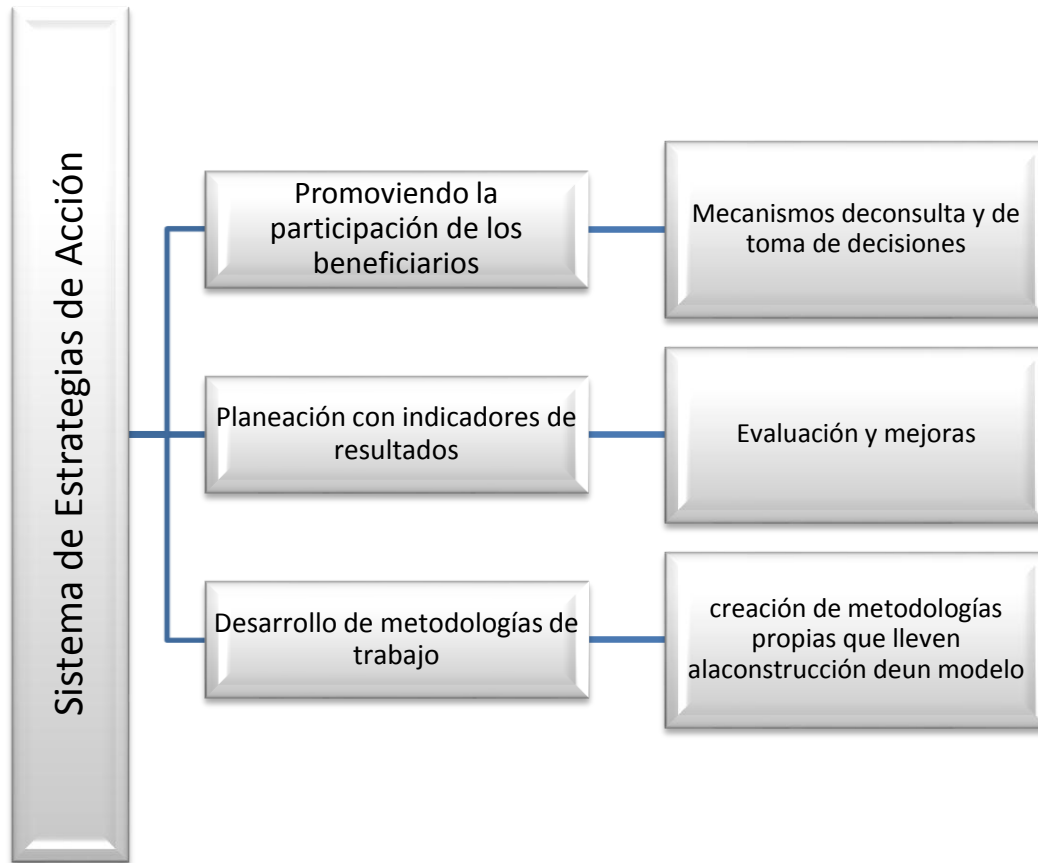 Sistema de Estrategias de Acción
Promoviendo la
participación de los
beneficiarios
Mecanismos deconsulta y de
toma de decisiones
Planeación con indicadores de
resultados
Evaluación y mejoras
Desarrollo de metodologías de
trabajo
creación de metodologías
propias que lleven
alaconstrucción deun modelo